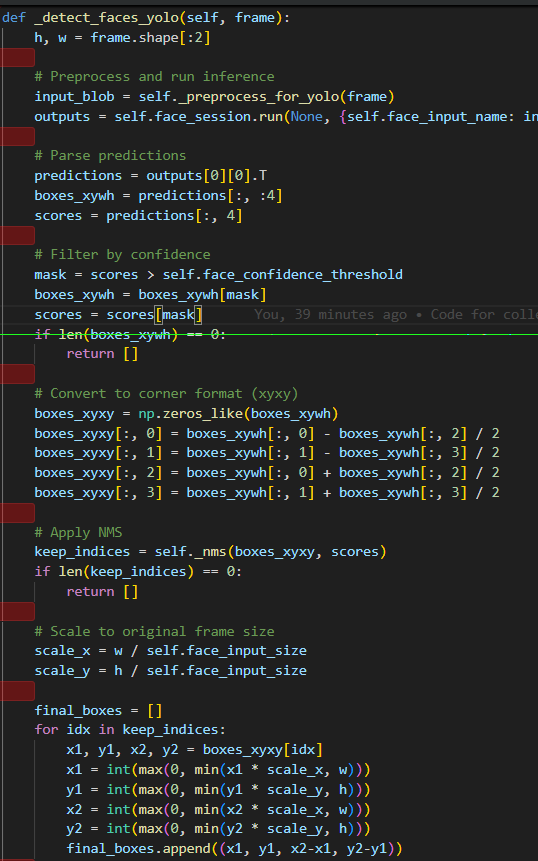 def _detect_faces_yolo(self, frame):
    h, w = frame.shape[:2]

    # Preprocess and run inference
    input_blob = self._preprocess_for_yolo(frame)
    outputs = self.face_session.run(None, {self.face_input_name: in

    # Parse predictions
    predictions = outputs[0][0].T
    boxes_xywh = predictions[:, :4]
    scores = predictions[:, 4]

    # Filter by confidence
    mask = scores > self.face_confidence_threshold
    boxes_xywh = boxes_xywh[mask]
    scores = scores[mask]    You, 39 minutes ago • Code for colle
    if len(boxes_xywh) == 0:
        return []

    # Convert to corner format (xyxy)
    boxes_xyxy = np.zeros_like(boxes_xywh)
    boxes_xyxy[:, 0] = boxes_xywh[:, 0] - boxes_xywh[:, 2] / 2
    boxes_xyxy[:, 1] = boxes_xywh[:, 1] - boxes_xywh[:, 3] / 2
    boxes_xyxy[:, 2] = boxes_xywh[:, 0] + boxes_xywh[:, 2] / 2
    boxes_xyxy[:, 3] = boxes_xywh[:, 1] + boxes_xywh[:, 3] / 2

    # Apply NMS
    keep_indices = self._nms(boxes_xyxy, scores)
    if len(keep_indices) == 0:
        return []

    # Scale to original frame size
    scale_x = w / self.face_input_size
    scale_y = h / self.face_input_size

    final_boxes = []
    for idx in keep_indices:
        x1, y1, x2, y2 = boxes_xyxy[idx]
        x1 = int(max(0, min(x1 * scale_x, w)))
        y1 = int(max(0, min(y1 * scale_y, h)))
        x2 = int(max(0, min(x2 * scale_x, w)))
        y2 = int(max(0, min(y2 * scale_y, h)))
        final_boxes.append((x1, y1, x2-x1, y2-y1))